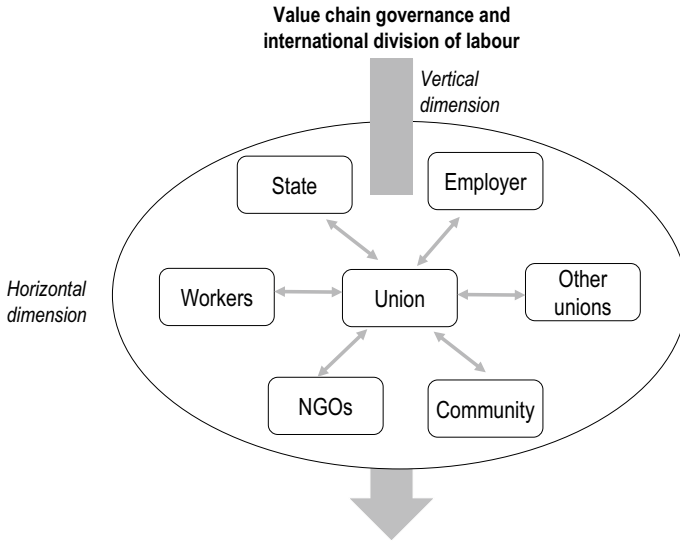 Value chain governance and
international division of labour
Vertical
dimension
State
Employer
Horizontal
dimension
Workers
Union
Other
unions
NGOs
Community